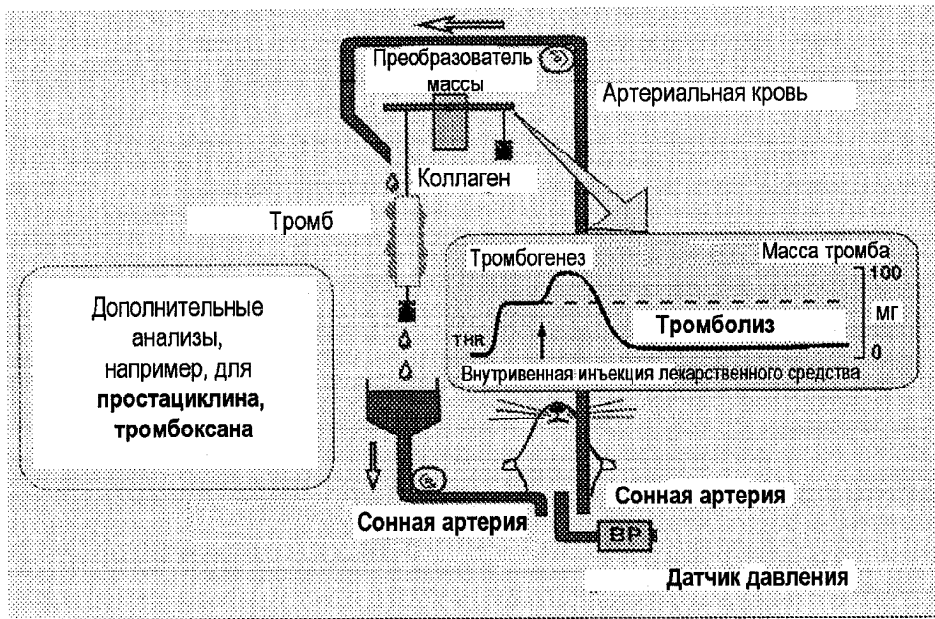 Преобразователь
массы
Артериальная кровь
Коллаген
Тромб
Тромбогенез
Масса тромба
100
мг
0
THR
Тромболиз
Внутривенная инъекция лекарственного средства
Дополнительные
анализы,
например, для
простациклина,
тромбоксана
Сонная артерия
Сонная артерия
BP
Датчик давления